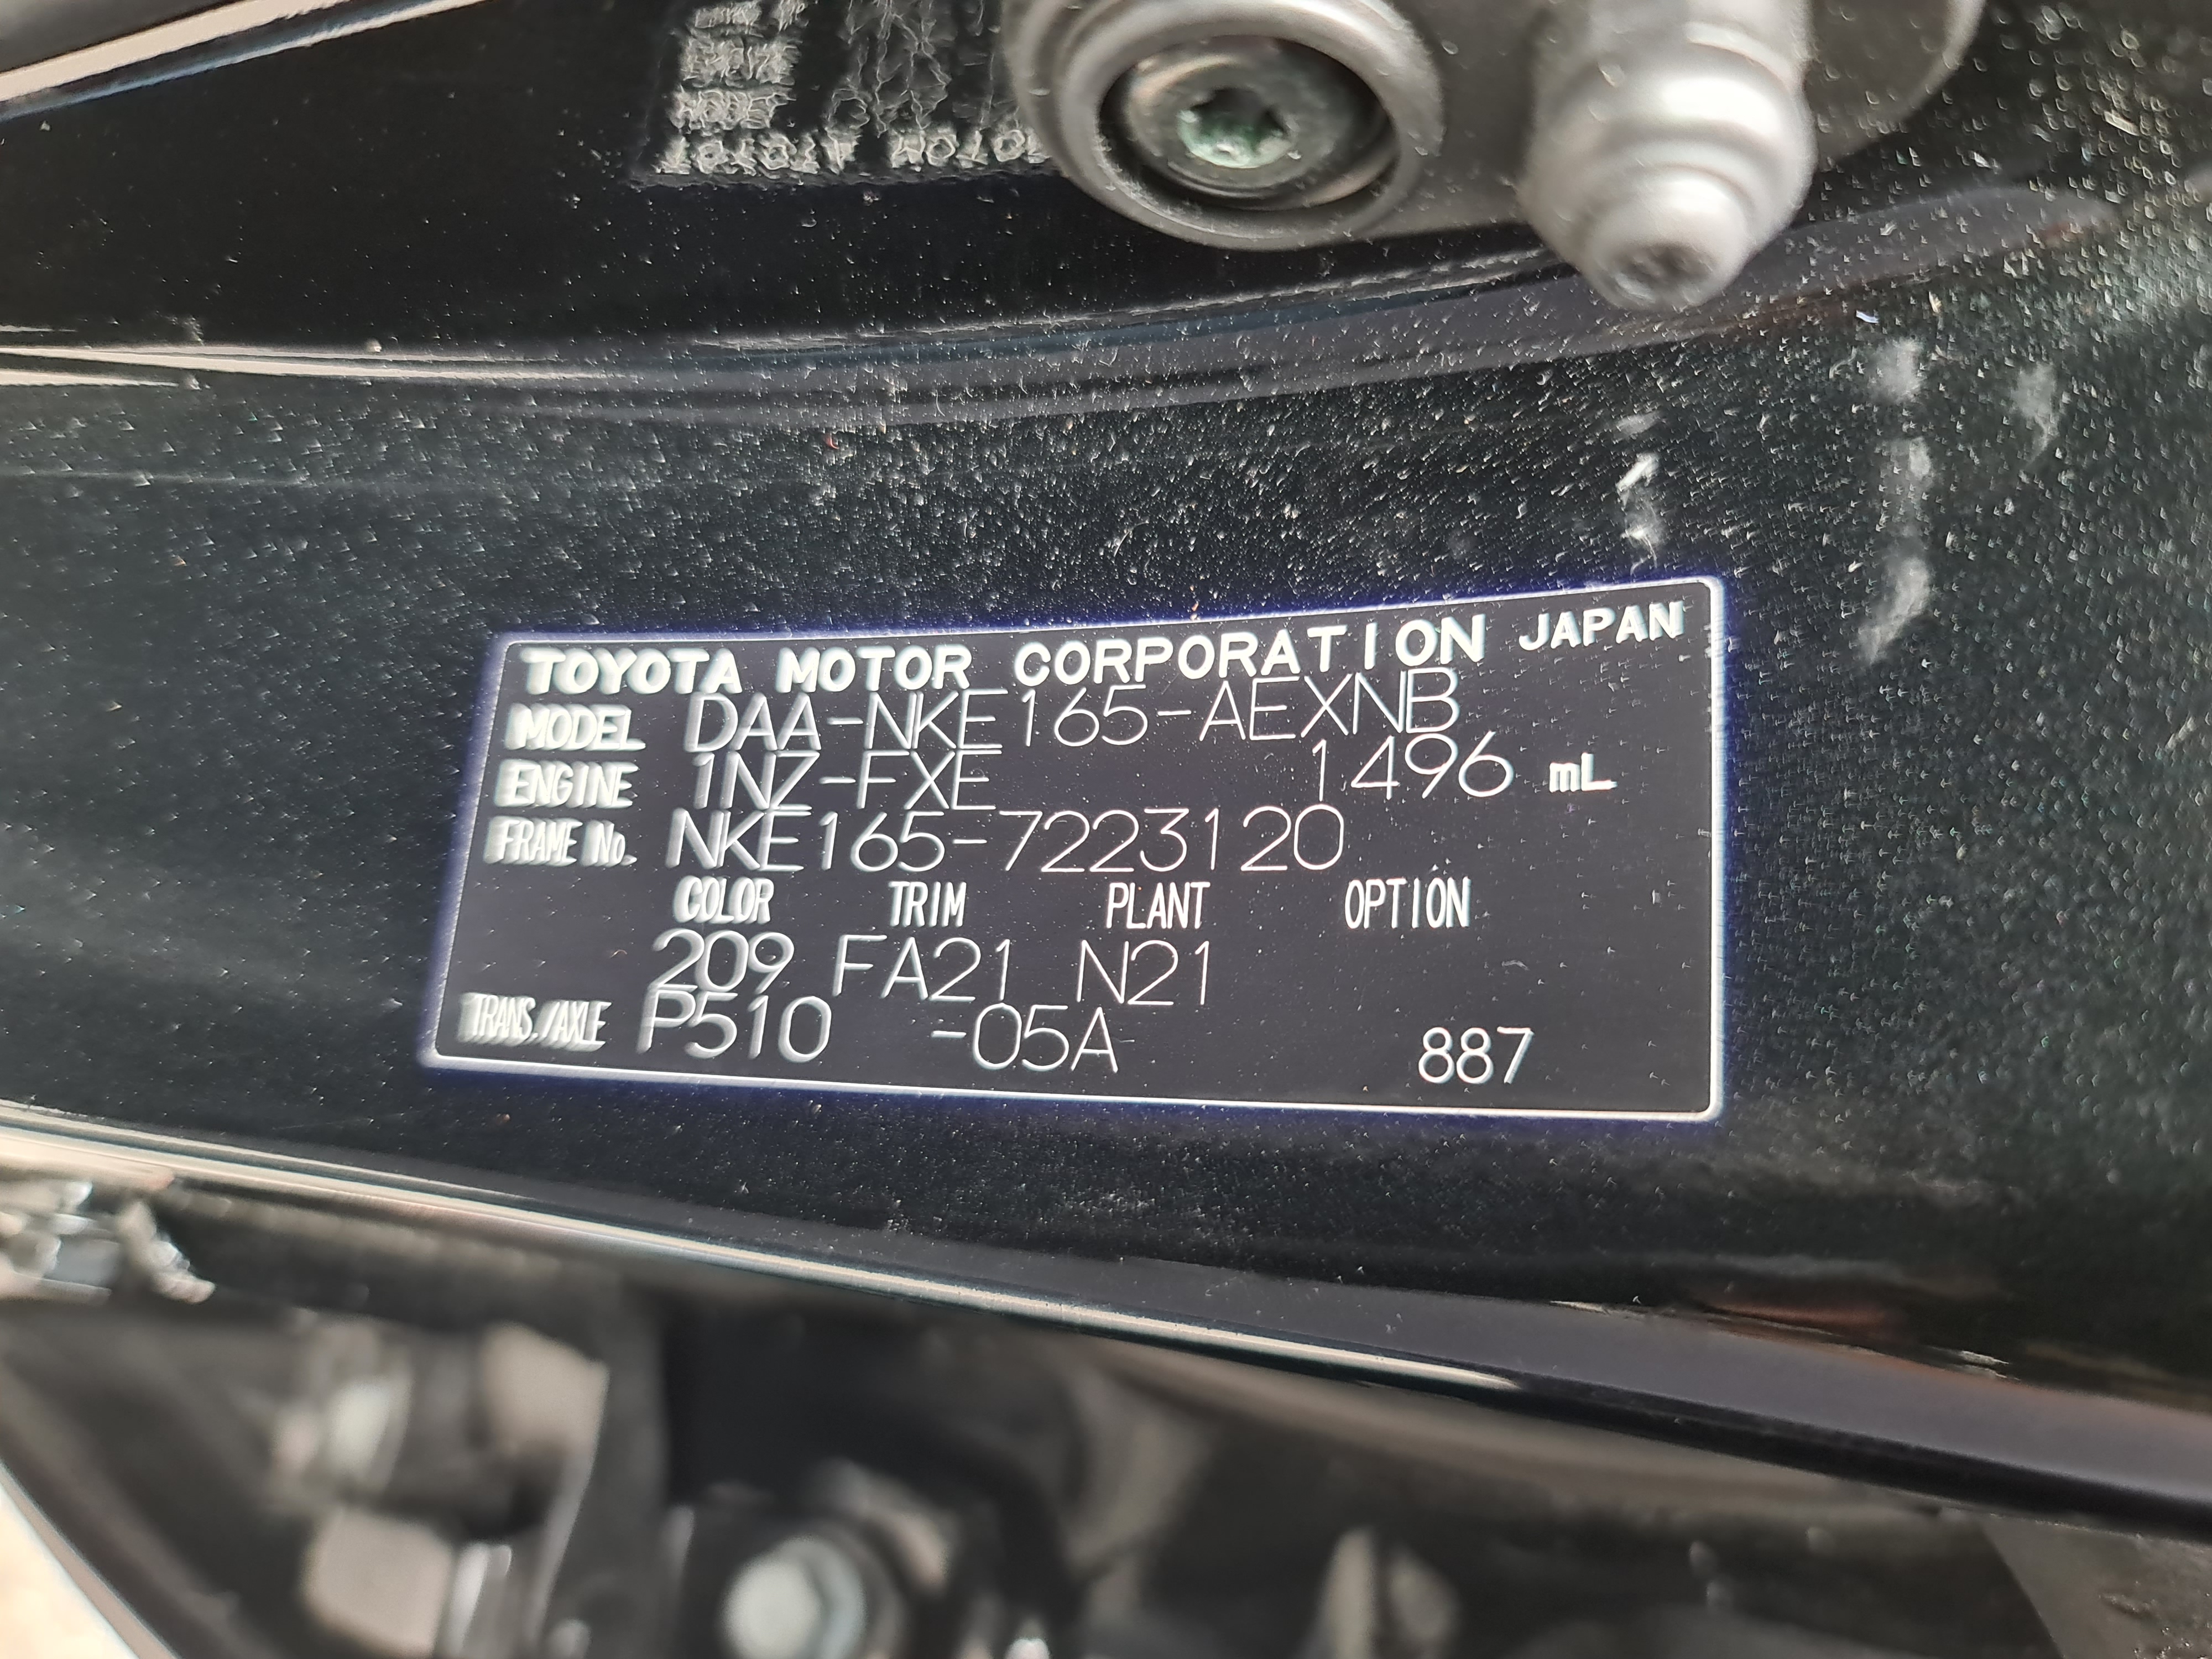 TOYOTA MOTOR CORPORATION JAPAN
MODEL DAA-NKE165-AEXNB
ENGINE 1NZ-FXE 1496 mL
FRAME No. NKE165-7223120
COLOR TRIM PLANT OPTION
209 FA21 N21
TRANS./AXLE P510 -05A 887